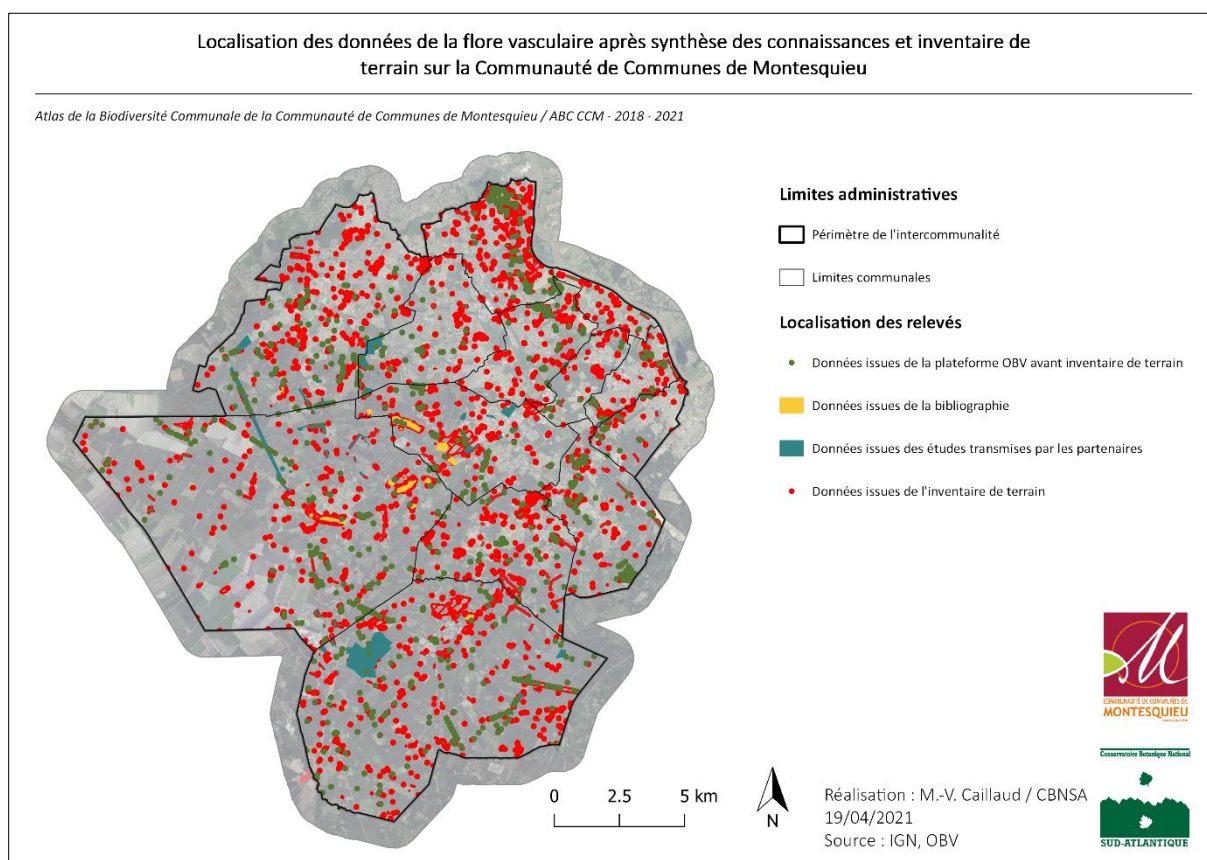 Localisation des données de la flore vasculaire après synthèse des connaissances et inventaire de
terrain sur la Communauté de Communes de Montesquieu
Atlas de la Biodiversité Communale de la Communauté de Communes de Montesquieu / ABC CCM - 2018 - 2021
Limites administratives
Périmètre de l'intercommunalité
Limites communales
Localisation des relevés
Données issues de la plateforme OBV avant inventaire de terrain
Données issues de la bibliographie
Données issues des études transmises par les partenaires
Données issues de l'inventaire de terrain
0 2.5 5 km
N
Réalisation : M.-V. Caillaud / CBNSA
19/04/2021
Source : IGN, OBV
M
COMMUNAUTÉ DE COMMUNES DE
MONTESQUIEU
Conservatoire Botanique National
SUD-ATLANTIQUE